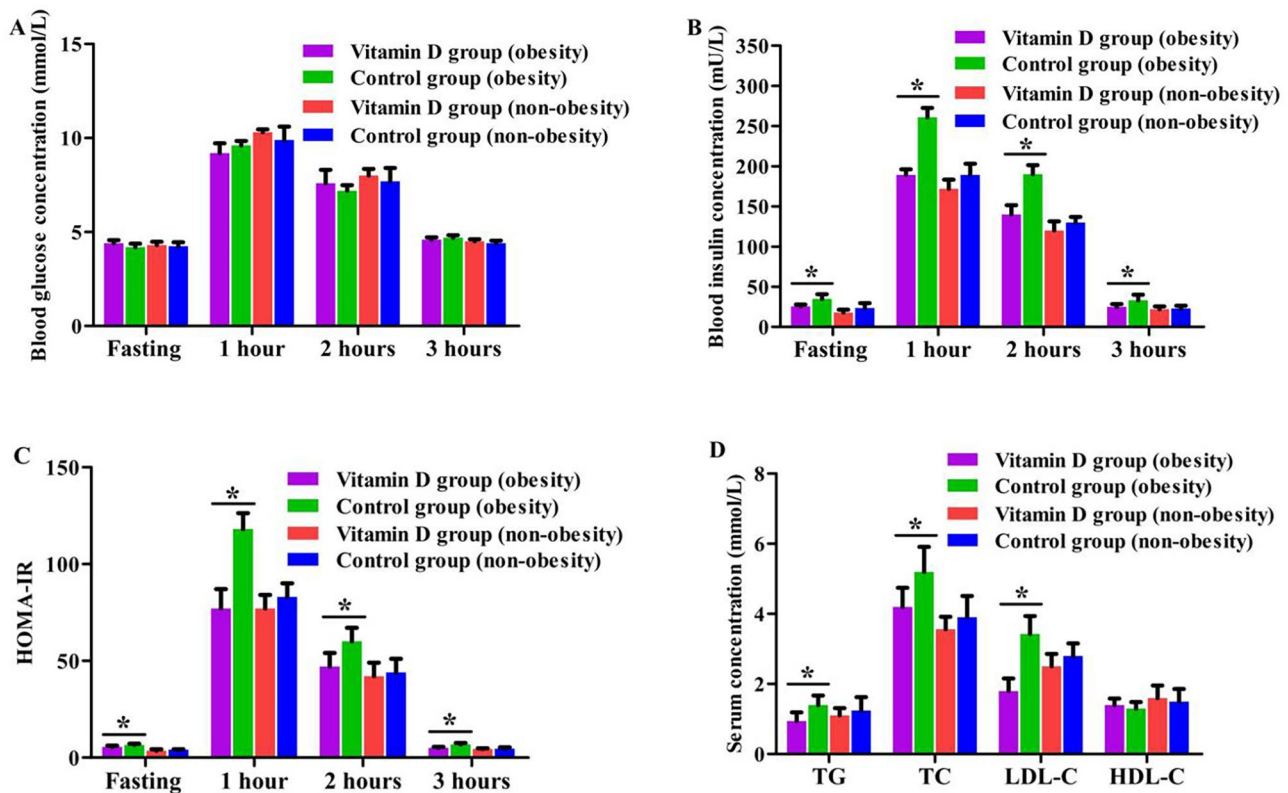 A
Blood glucose concentration (mmol/L)
15
10
5
0
Vitamin D group (obesity)
Control group (obesity)
Vitamin D group (non-obesity)
Control group (non-obesity)
Fasting
1 hour
2 hours
3 hours
B
Blood insulin concentration (mU/L)
350
300
250
200
150
100
50
0
Vitamin D group (obesity)
Control group (obesity)
Vitamin D group (non-obesity)
Control group (non-obesity)
*
*
*
*
Fasting
1 hour
2 hours
3 hours
C
HOMA-IR
150
100
50
0
Vitamin D group (obesity)
Control group (obesity)
Vitamin D group (non-obesity)
Control group (non-obesity)
*
*
*
*
Fasting
1 hour
2 hours
3 hours
D
Serum concentration (mmol/L)
8
6
4
2
0
Vitamin D group (obesity)
Control group (obesity)
Vitamin D group (non-obesity)
Control group (non-obesity)
*
*
*
TG
TC
LDL-C
HDL-C